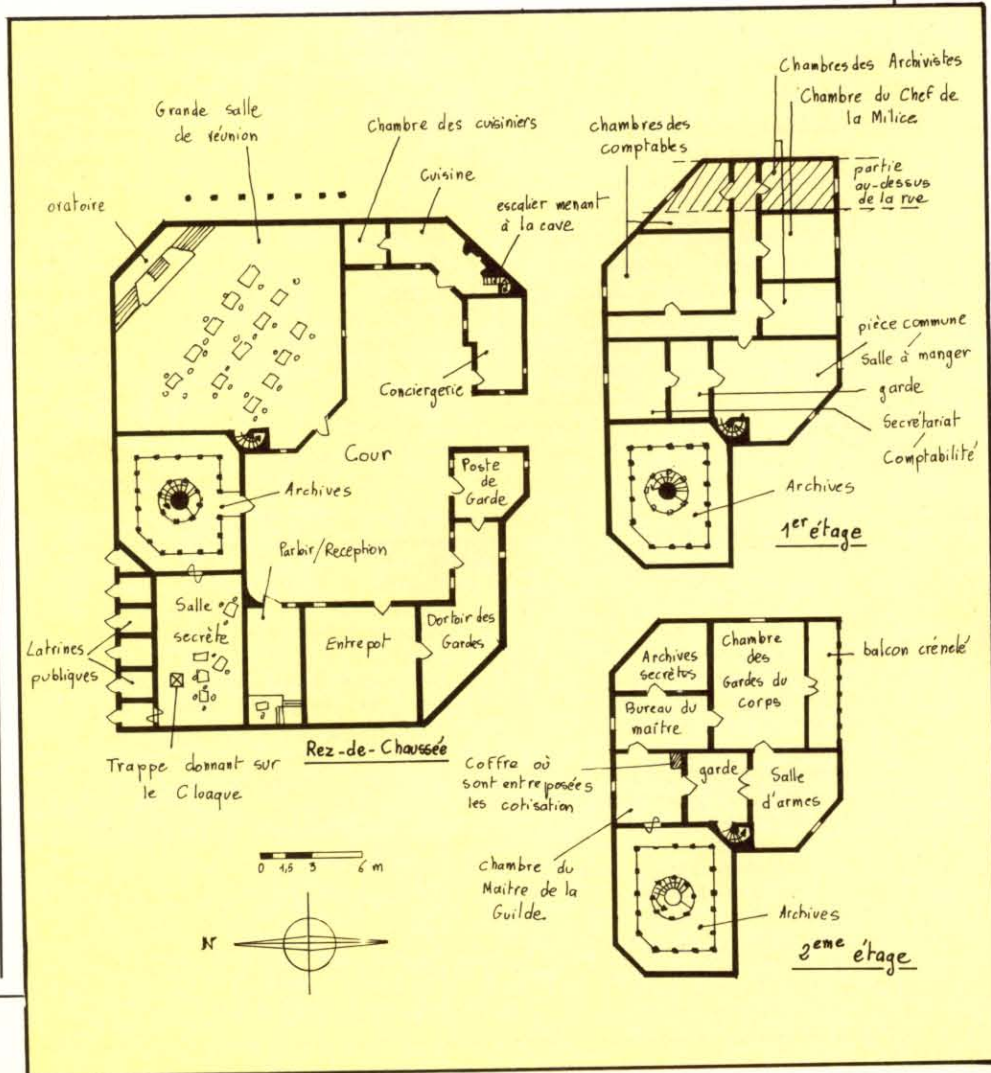 Grande salle
de réunion
Chambre des cuisiniers
Cuisine
oratoire
escalier menant
à la cave
Conciergerie
Cour
Poste
de
Garde
Archives
Parloir/Reception
Salle
secrète
Entrepot
Dortoir des
Gardes
Latrines
publiques
Trappe donnant sur
le Cloaque
Rez-de-Chaussée
0 1,5 3 6 m
N
Chambres des Archivistes
Chambre du Chef de
la Milice
chambres des
comptables
partie
au-dessus
de la rue
pièce commune
Salle à manger
garde
Secrétariat
Comptabilité
Archives
1er étage
Archives
secrètes
Chambre
des
Gardes du
corps
balcon crénelé
Bureau du
maître
Coffre où
sont entreposées
les cotisation
garde
Salle
d'armes
Chambre du
Maitre de la
Guilde.
Archives
2eme étage